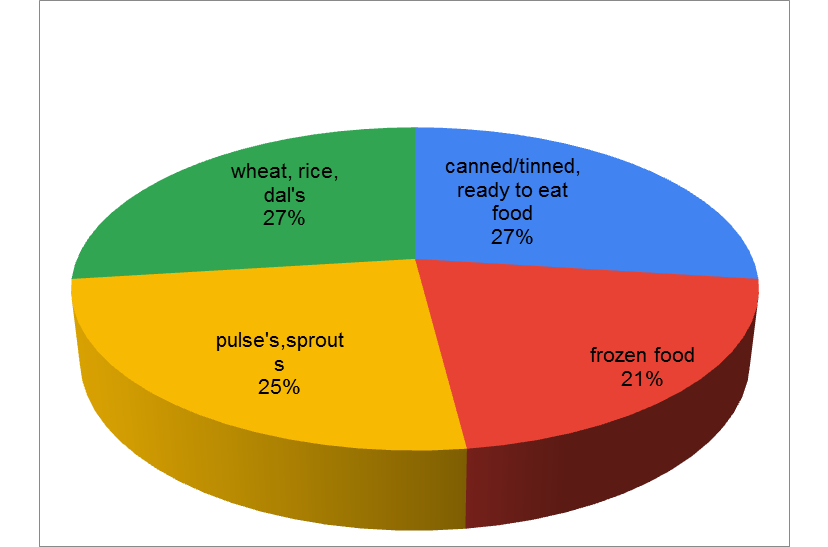 wheat, rice,
dal's
27%
canned/tinned,
ready to eat
food
27%
pulse's,sprout
s
25%
frozen food
21%